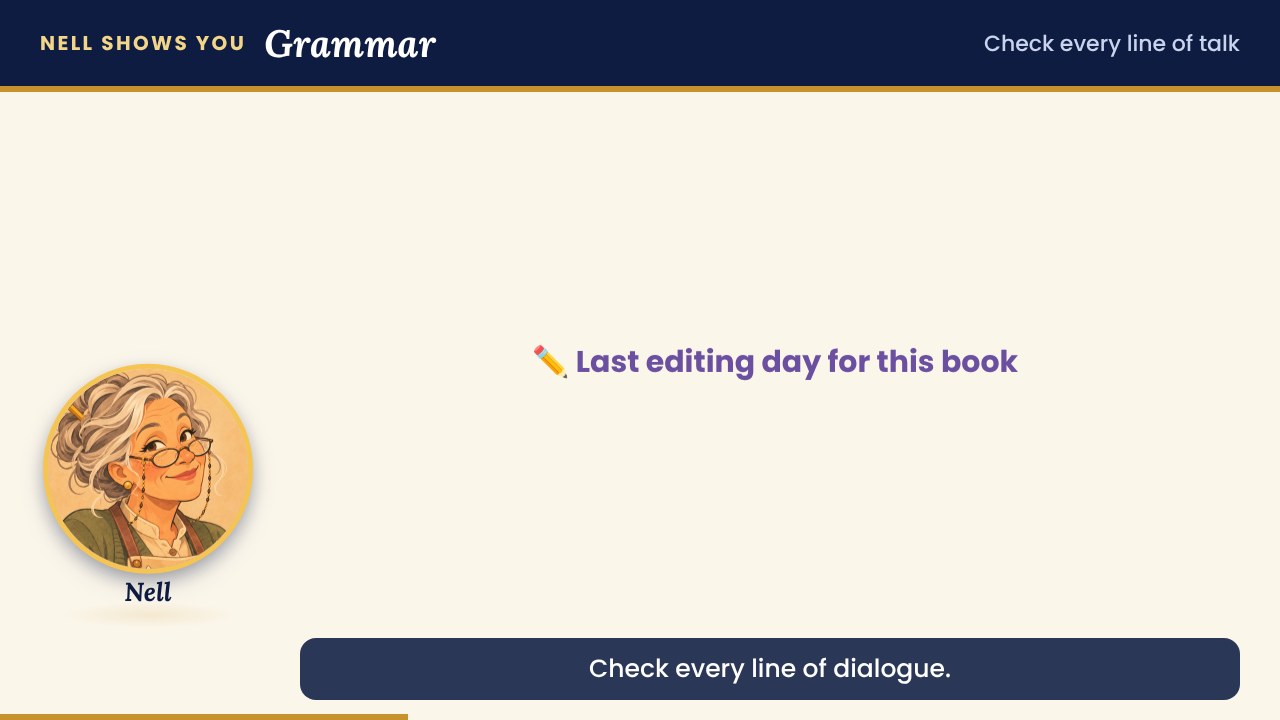 NELL SHOWS YOU Grammar
Check every line of talk
✏️ Last editing day for this book
Nell
Check every line of dialogue.